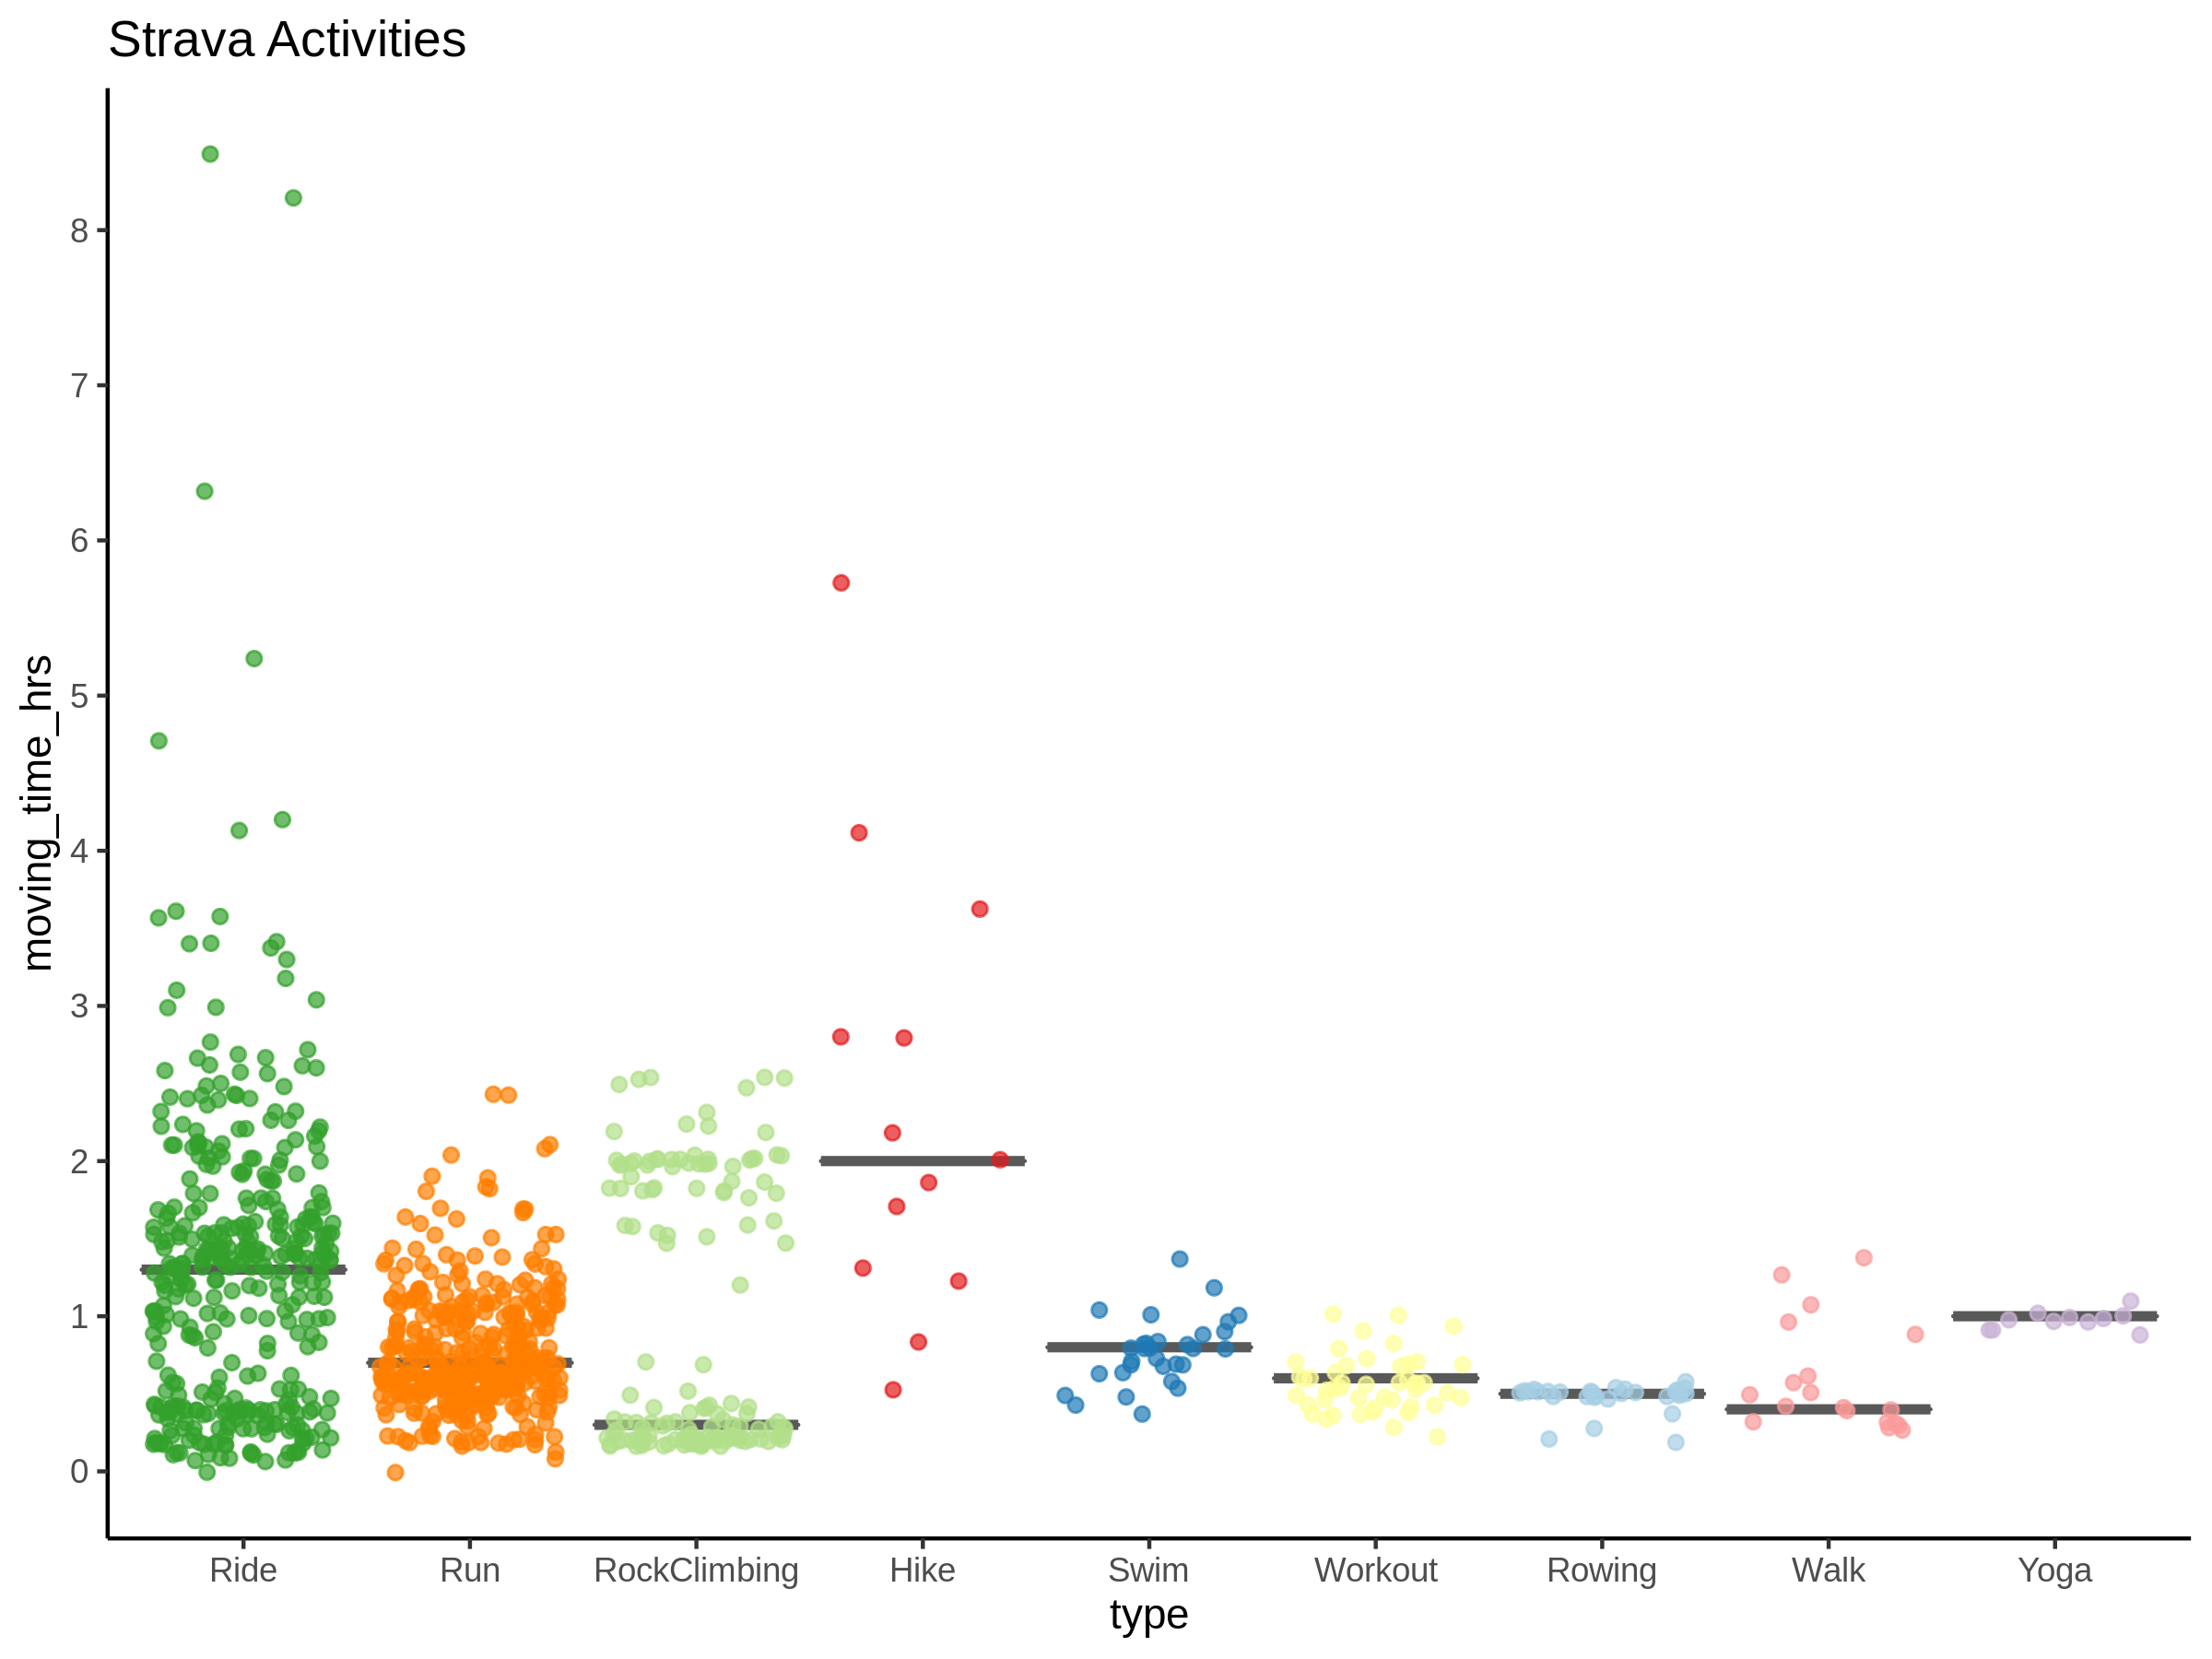 Strava Activities
moving_time_hrs
8
7
6
5
4
3
2
1
0
Ride Run RockClimbing Hike Swim Workout Rowing Walk Yoga
type